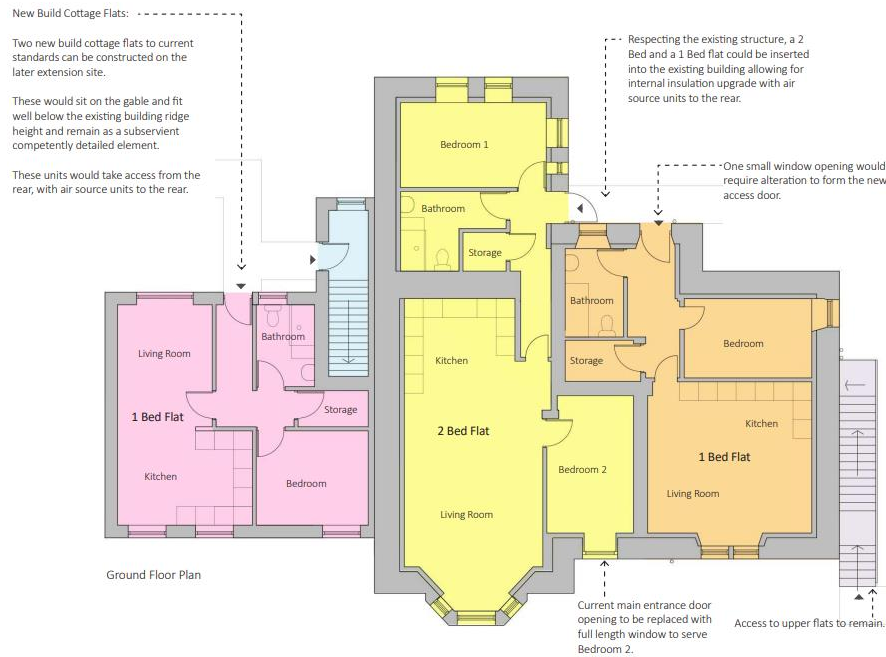 New Build Cottage Flats:
Two new build cottage flats to current
standards can be constructed on the
later extension site.
These would sit on the gable and fit
well below the existing building ridge
height and remain as a subservient
competently detailed element.
These units would take access from the
rear, with air source units to the rear.
Respecting the existing structure, a 2
Bed and a 1 Bed flat could be inserted
into the existing building allowing for
internal insulation upgrade with air
source units to the rear.
One small window opening would
require alteration to form the new
access door.
Bedroom 1
Bathroom
Storage
Kitchen
2 Bed Flat
Living Room
Bedroom 2
Bathroom
Storage
Bedroom
Kitchen
1 Bed Flat
Living Room
Living Room
Bathroom
1 Bed Flat
Storage
Kitchen
Bedroom
Ground Floor Plan
Current main entrance door
opening to be replaced with
full length window to serve
Bedroom 2.
Access to upper flats to remain.